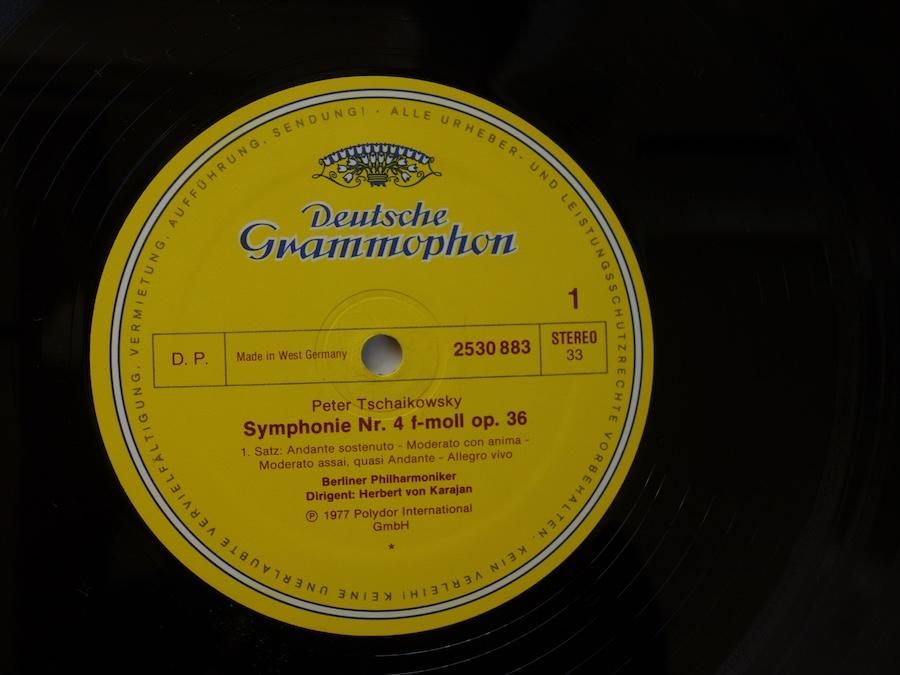 ALLE URHEBER- UND LEISTUNGSSCHUTZRECHTE VORBEHALTEN. KEIN VERLEIH! KEINE UNERLAUBTE VERVIELFÄLTIGUNG, VERMIETUNG, AUFFÜHRUNG, SENDUNG! ·
Deutsche
Grammophon
1
D. P.
Made in West Germany
2530 883
STEREO
33
Peter Tschaikowsky
Symphonie Nr. 4 f-moll op. 36
1. Satz: Andante sostenuto - Moderato con anima -
Moderato assai, quasi Andante - Allegro vivo
Berliner Philharmoniker
Dirigent: Herbert von Karajan
℗ 1977 Polydor International
GmbH
*